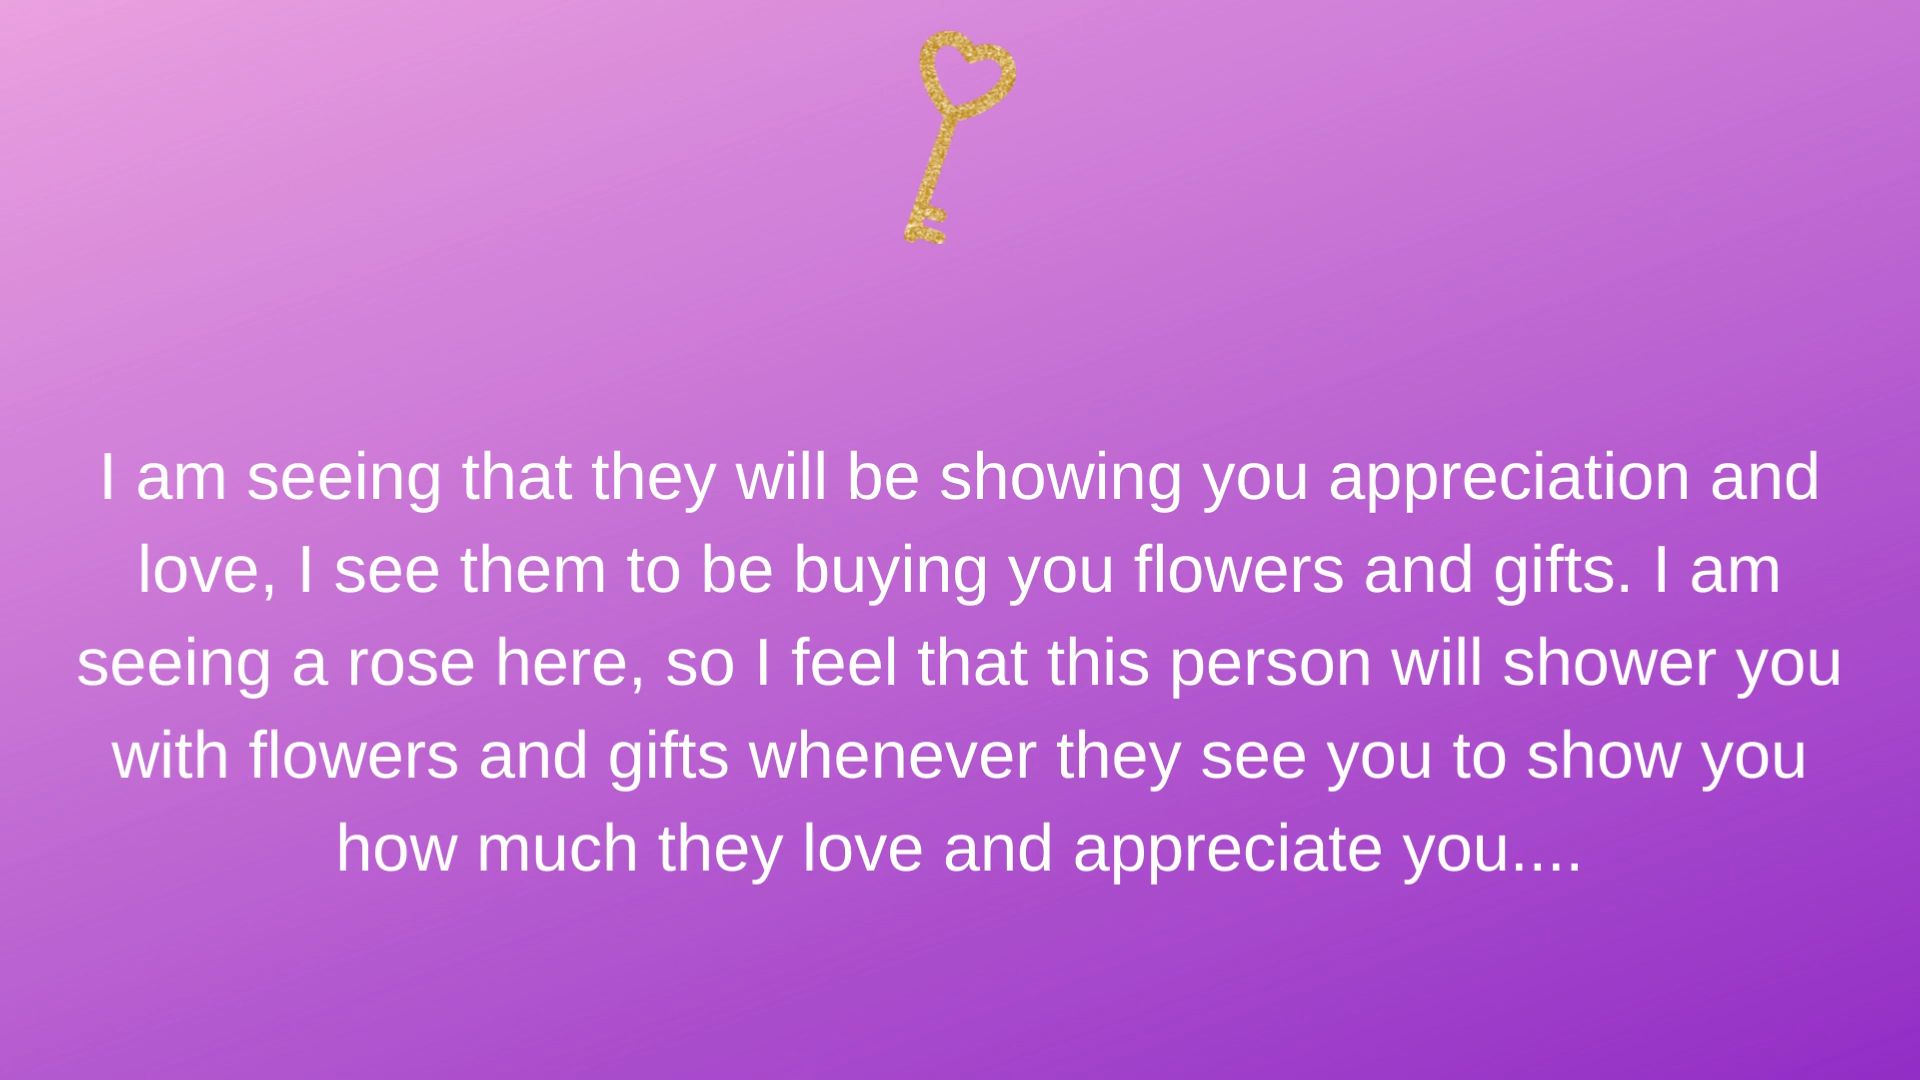 I am seeing that they will be showing you appreciation and
love, I see them to be buying you flowers and gifts. I am
seeing a rose here, so I feel that this person will shower you
with flowers and gifts whenever they see you to show you
how much they love and appreciate you....